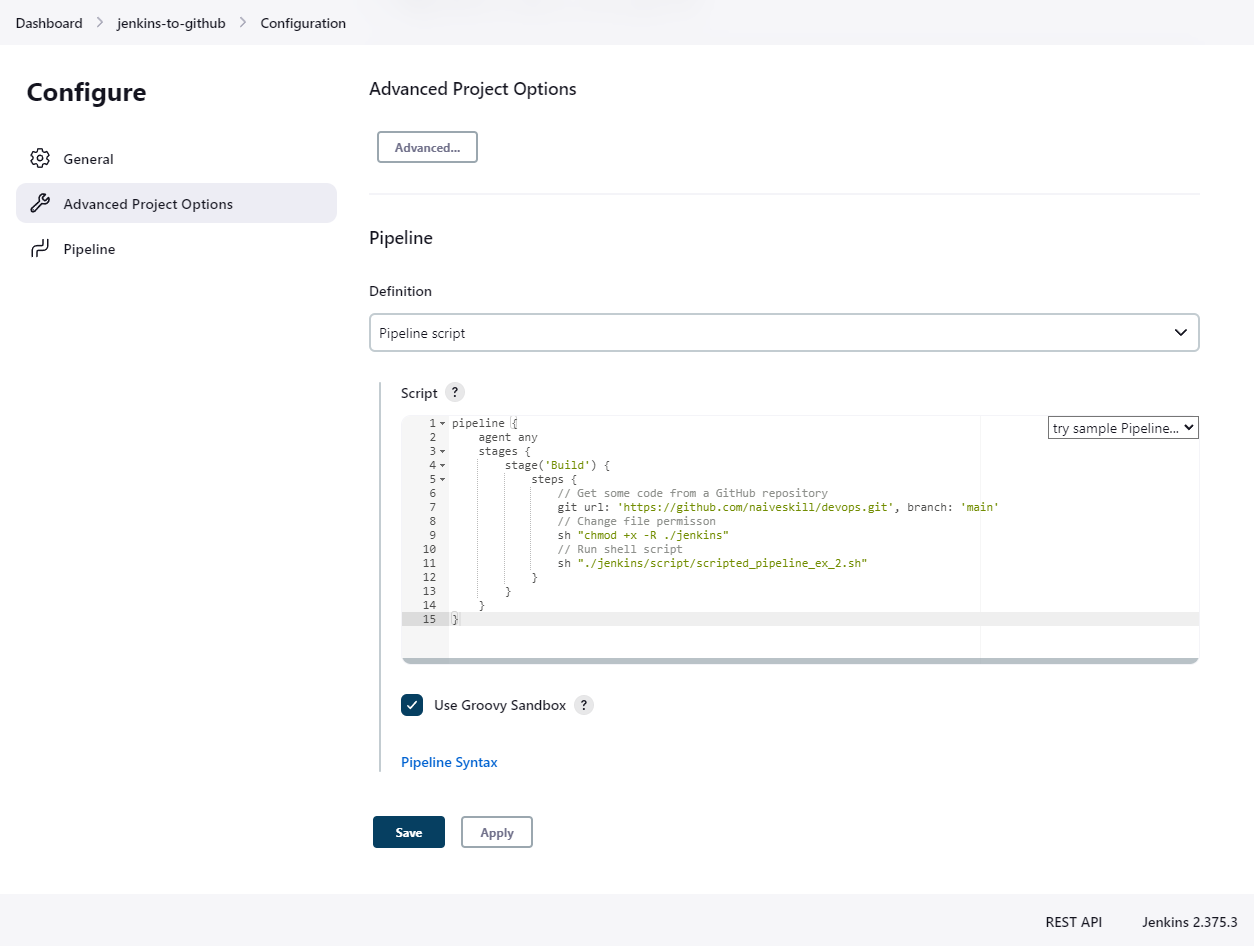 Dashboard > jenkins-to-github > Configuration
Configure
General
Advanced Project Options
Pipeline
Advanced Project Options
Advanced...
Pipeline
Definition
Pipeline script
Script ?
try sample Pipeline...
1 pipeline {
2     agent any
3     stages {
4         stage('Build') {
5             steps {
6                 // Get some code from a GitHub repository
7                 git url: 'https://github.com/naiveskill/devops.git', branch: 'main'
8                 // Change file permisson
9                 sh "chmod +x -R ./jenkins"
10                 // Run shell script
11                 sh "./jenkins/script/scripted_pipeline_ex_2.sh"
12             }
13         }
14     }
15 }
Use Groovy Sandbox ?
Pipeline Syntax
Save Apply
REST API Jenkins 2.375.3